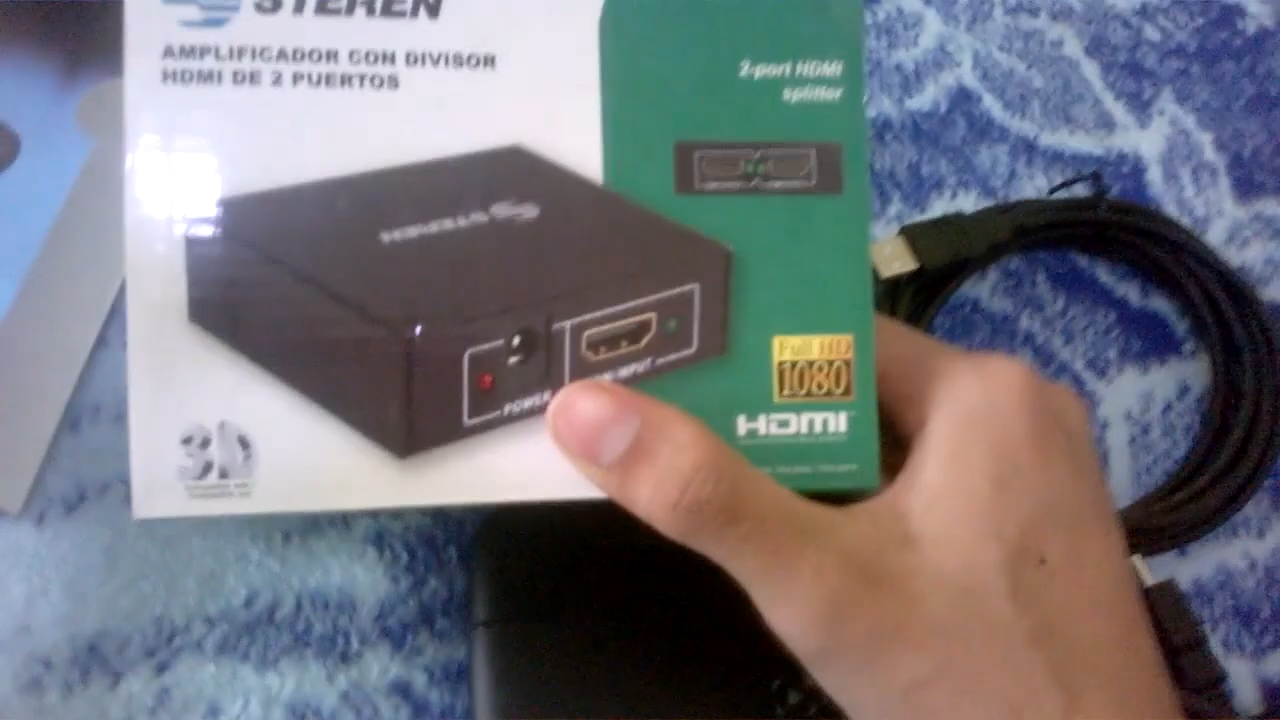 STEREN
AMPLIFICADOR CON DIVISOR
HDMI DE 2 PUERTOS
2-port HDMI
splitter
STEREN
POWER
INPUT
Full HD
1080
3D
HDMI